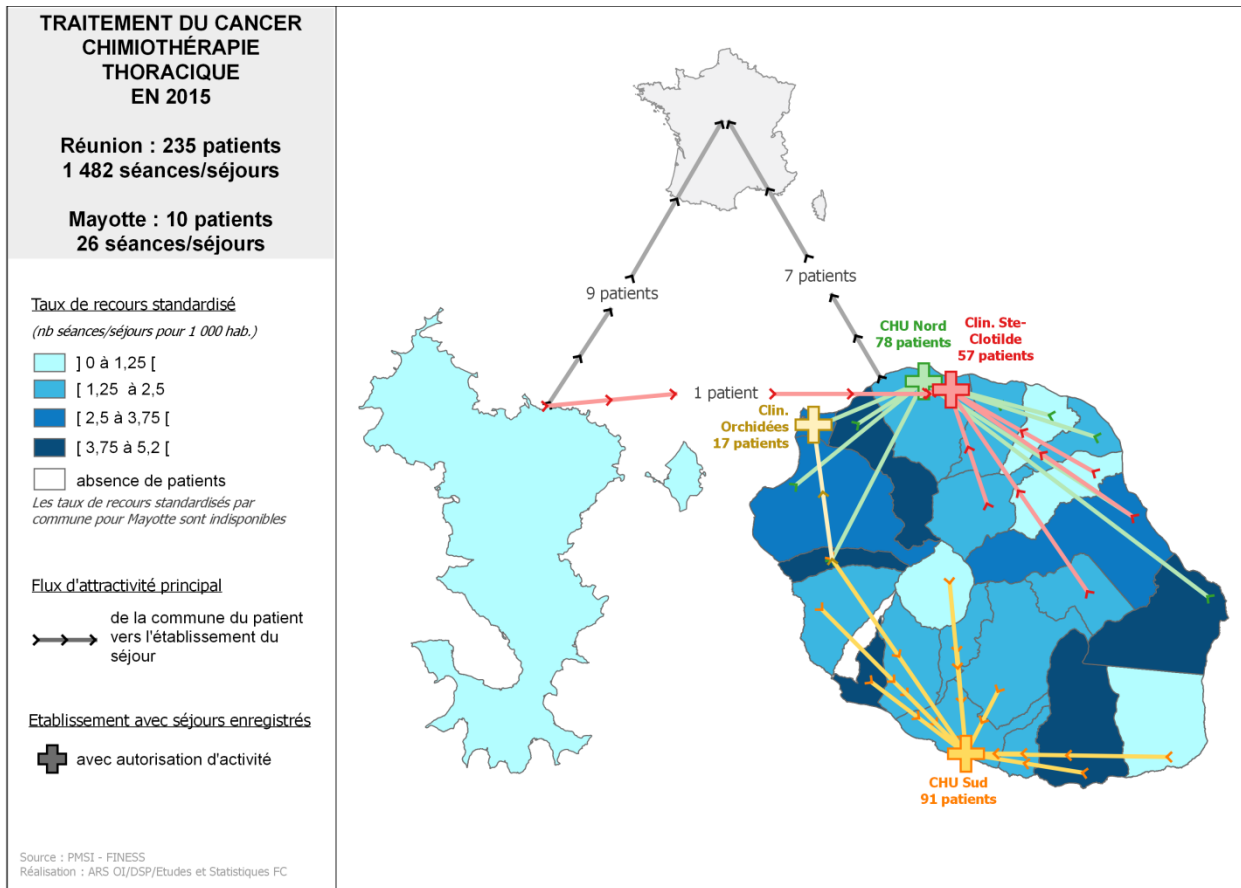 TRAITEMENT DU CANCER
CHIMIOTHÉRAPIE
THORACIQUE
EN 2015
Réunion : 235 patients
1 482 séances/séjours
Mayotte : 10 patients
26 séances/séjours
Taux de recours standardisé
(nb séances/séjours pour 1 000 hab.)
] 0 à 1,25 [
[ 1,25 à 2,5 [
[ 2,5 à 3,75 [
[ 3,75 à 5,2 [
absence de patients
Les taux de recours standardisés par
commune pour Mayotte sont indisponibles
Flux d'attractivité principal
de la commune du patient
vers l'établissement du
séjour
Etablissement avec séjours enregistrés
avec autorisation d'activité
Source : PMSI - FINESS
Réalisation : ARS OI/DSP/Etudes et Statistiques FC
9 patients
7 patients
1 patient
CHU Nord
78 patients
Clin. Ste-
Clotilde
57 patients
Clin.
Orchidées
17 patients
CHU Sud
91 patients